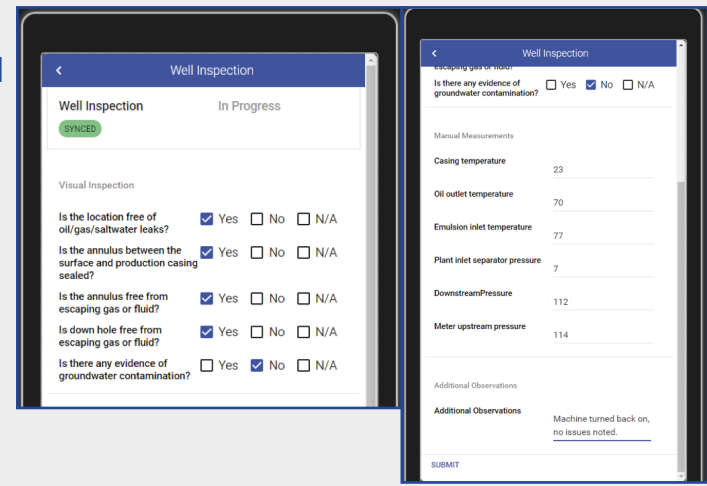 Well Inspection
Well Inspection In Progress
SYNCED
Visual Inspection
Is the location free of
oil/gas/saltwater leaks?
Yes No N/A
Is the annulus between the
surface and production casing
sealed?
Yes No N/A
Is the annulus free from
escaping gas or fluid?
Yes No N/A
Is down hole free from
escaping gas or fluid?
Yes No N/A
Is there any evidence of
groundwater contamination?
Yes No N/A
Well Inspection
escaping gas or fluid?
Is there any evidence of
groundwater contamination?
Yes No N/A
Manual Measurements
Casing temperature
23
Oil outlet temperature
70
Emulsion inlet temperature
77
Plant inlet separator pressure
7
DownstreamPressure
112
Meter upstream pressure
114
Additional Observations
Additional Observations
Machine turned back on,
no issues noted.
SUBMIT